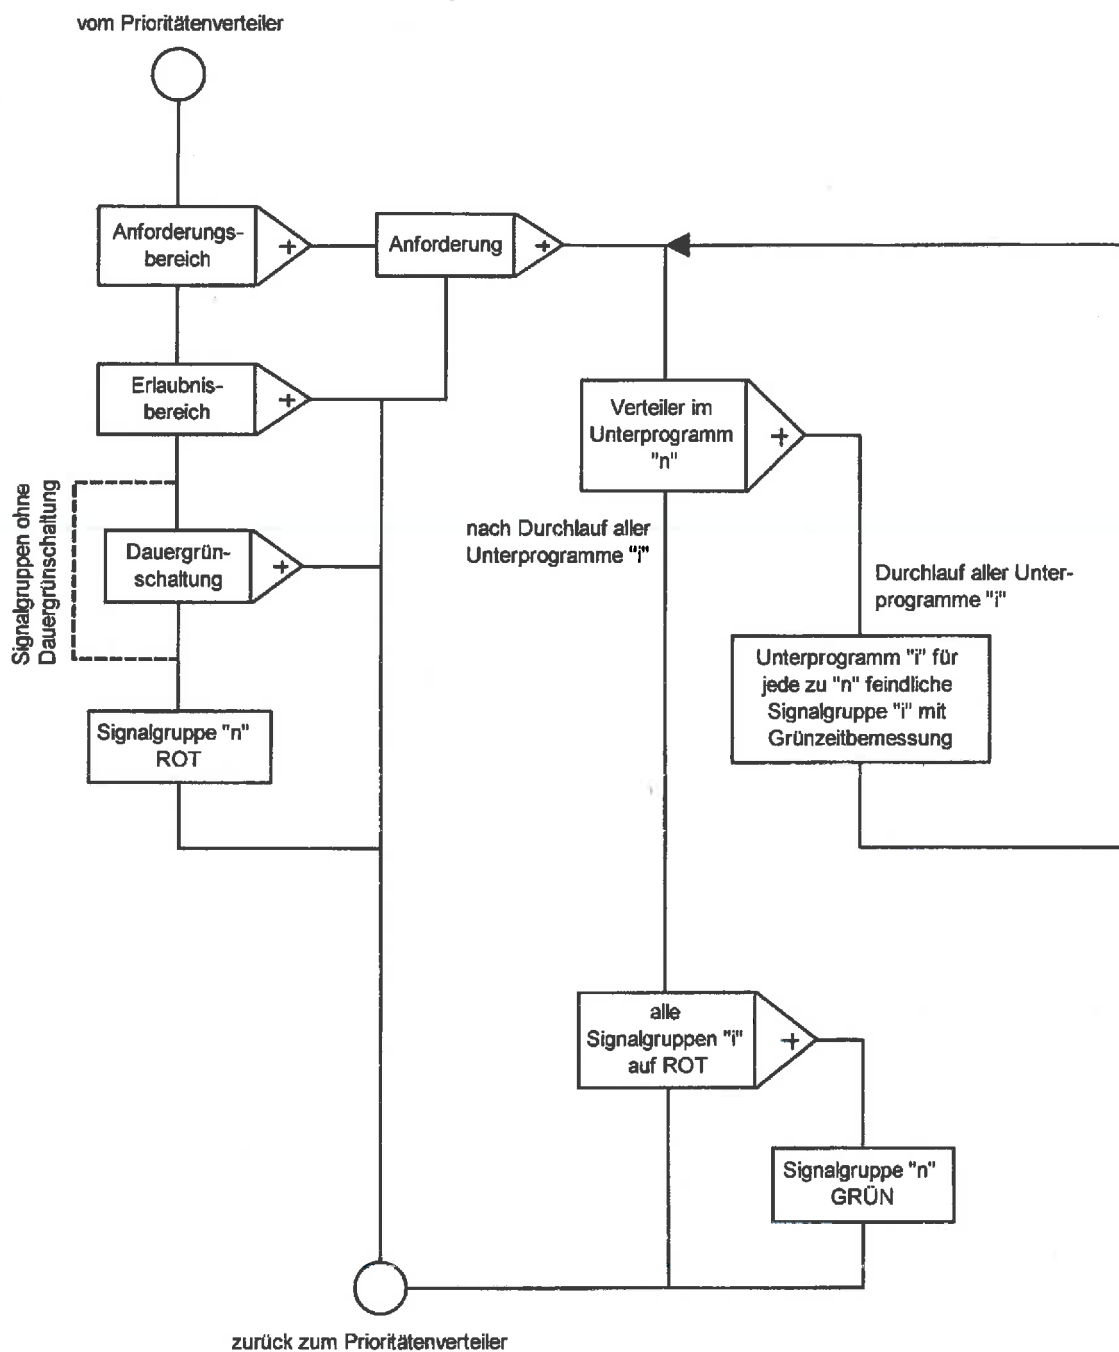 vom Prioritätenverteiler
Anforderungs-
bereich
+
Anforderung
+
Erlaubnis-
bereich
+
Verteiler im
Unterprogramm
"n"
+
Signalgruppen ohne
Dauergrünschaltung
nach Durchlauf aller
Unterprogramme "i"
Dauergrün-
schaltung
+
Durchlauf aller Unter-
programme "i"
Unterprogramm "i" für
jede zu "n" feindliche
Signalgruppe "i" mit
Grünzeitbemessung
Signalgruppe "n"
ROT
alle
Signalgruppen "i"
auf ROT
+
Signalgruppe "n"
GRÜN
zurück zum Prioritätenverteiler